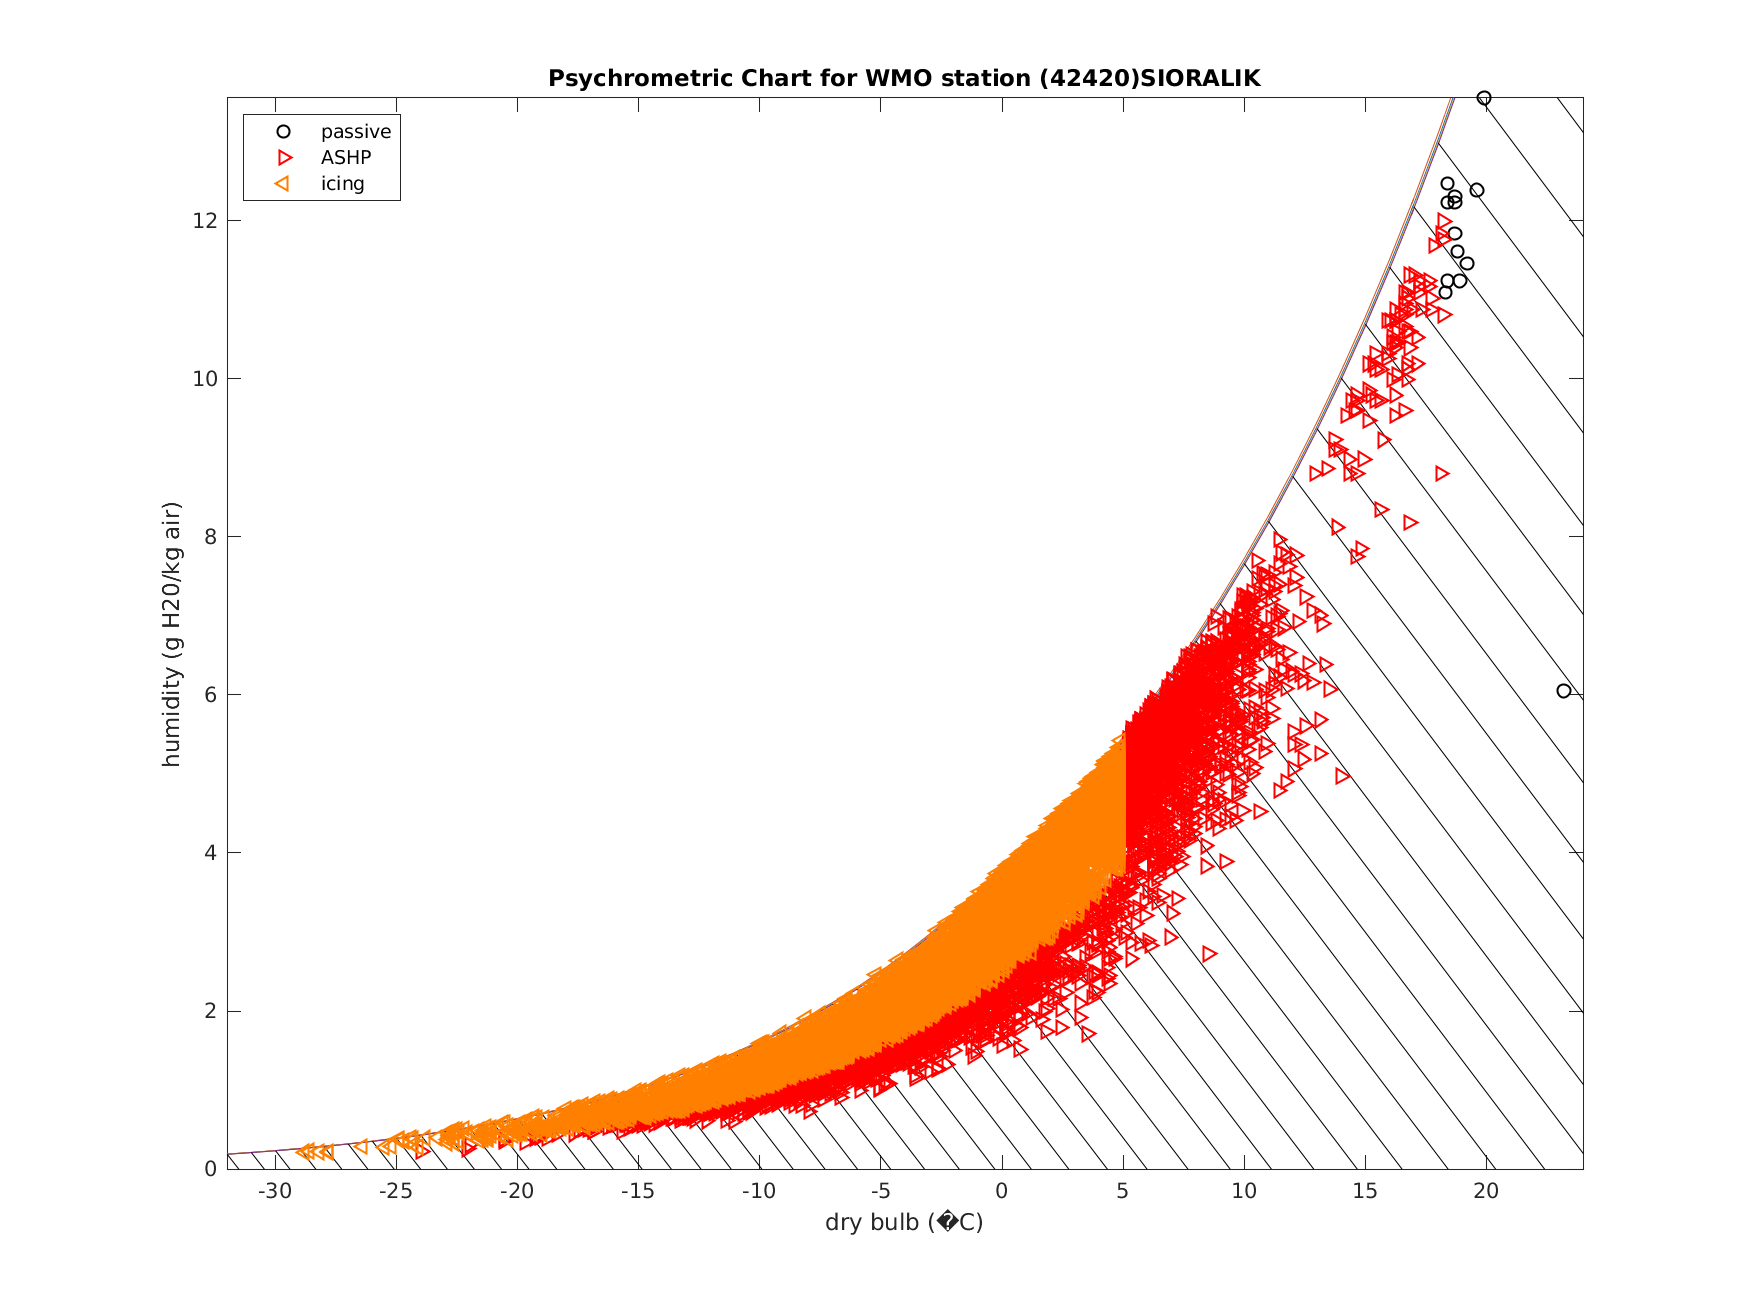 Psychrometric Chart for WMO station (42420)SIORALIK
passive
ASHP
icing
humidity (g H20/kg air)
12
10
8
6
4
2
0
-30 -25 -20 -15 -10 -5 0 5 10 15 20
dry bulb (�C)